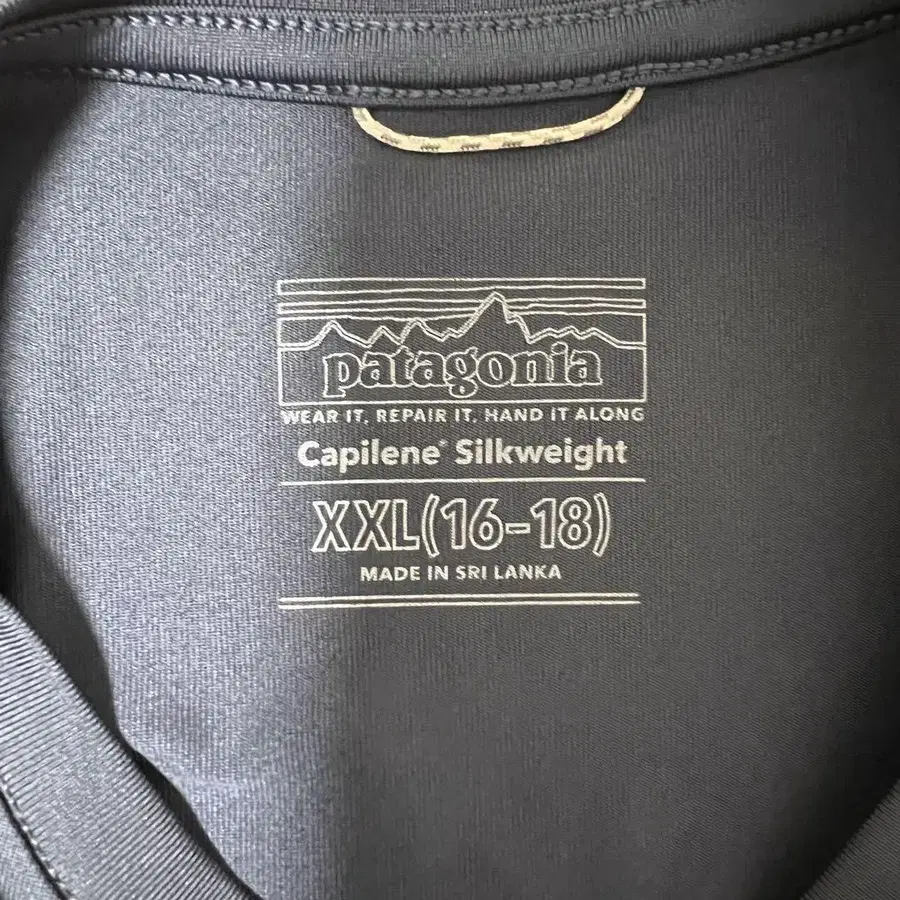 patagonia
WEAR IT, REPAIR IT, HAND IT ALONG
Capilene® Silkweight
XXL(16-18)
MADE IN SRI LANKA